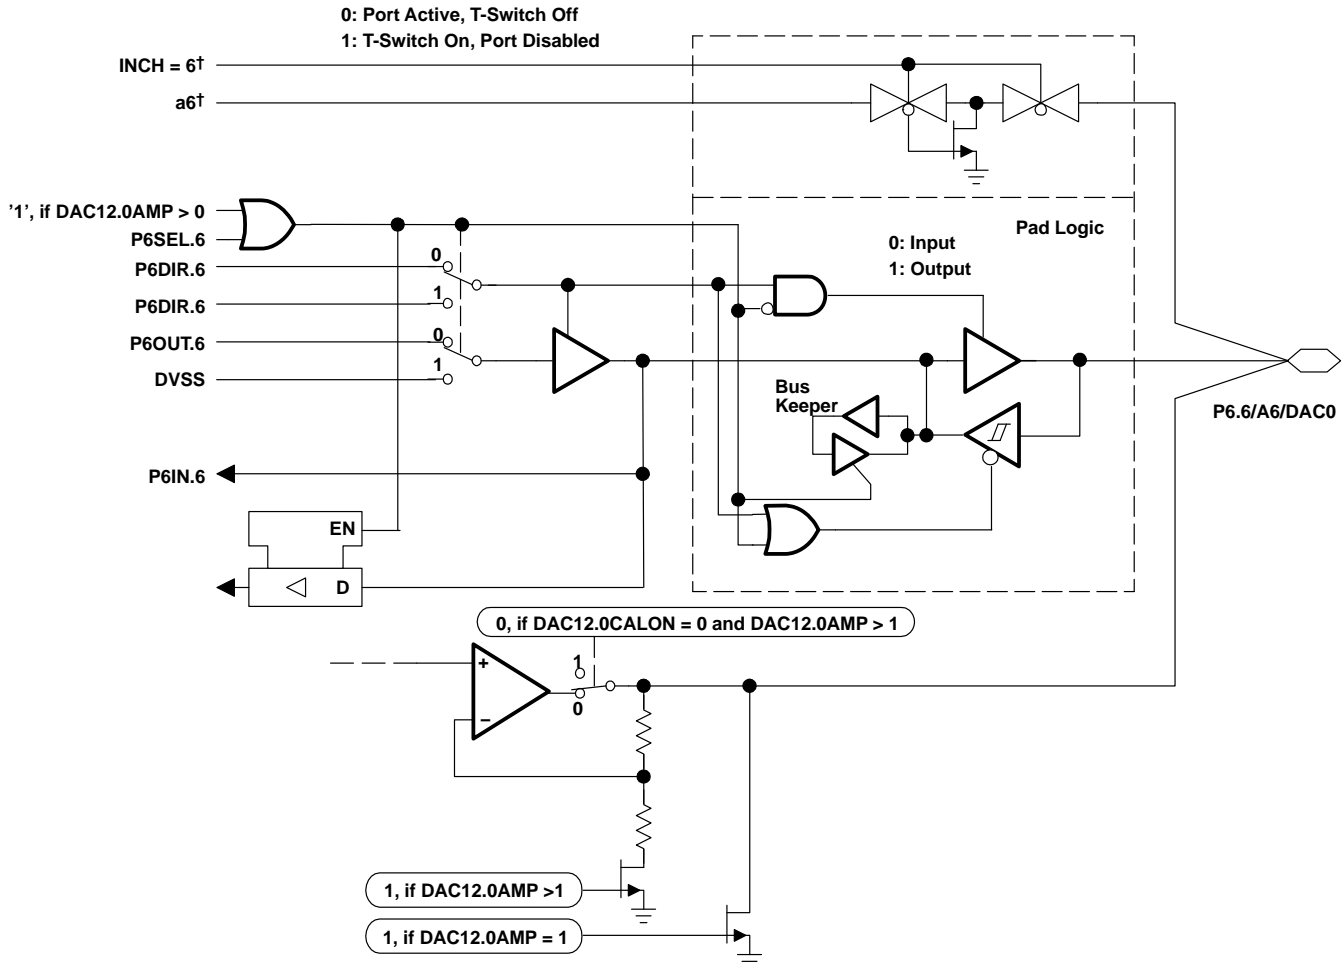 0: Port Active, T-Switch Off
1: T-Switch On, Port Disabled
INCH = 6†
a6†
’1’, if DAC12.0AMP > 0
P6SEL.6
P6DIR.6
P6DIR.6
P6OUT.6
DVSS
0
1
0
1
Pad Logic
0: Input
1: Output
Bus
Keeper
P6.6/A6/DAC0
P6IN.6
EN
D
0, if DAC12.0CALON = 0 and DAC12.0AMP > 1
+
−
1
0
1, if DAC12.0AMP >1
1, if DAC12.0AMP = 1